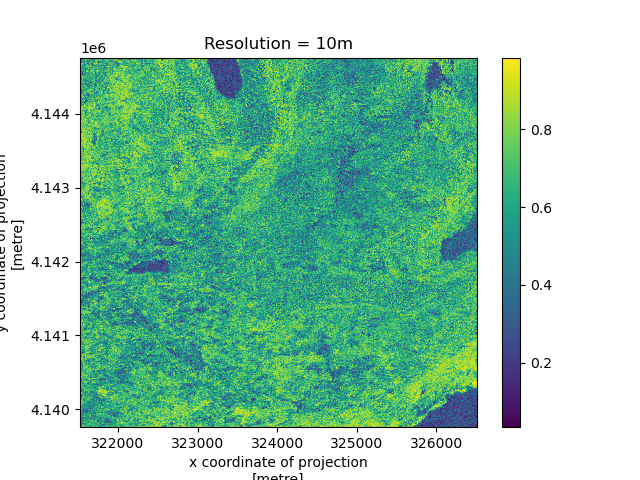 Resolution = 10m
1e6
4.144
4.143
4.142
4.141
4.140
y coordinate of projection
[metre]
322000 323000 324000 325000 326000
x coordinate of projection
[metre]
0.8
0.6
0.4
0.2